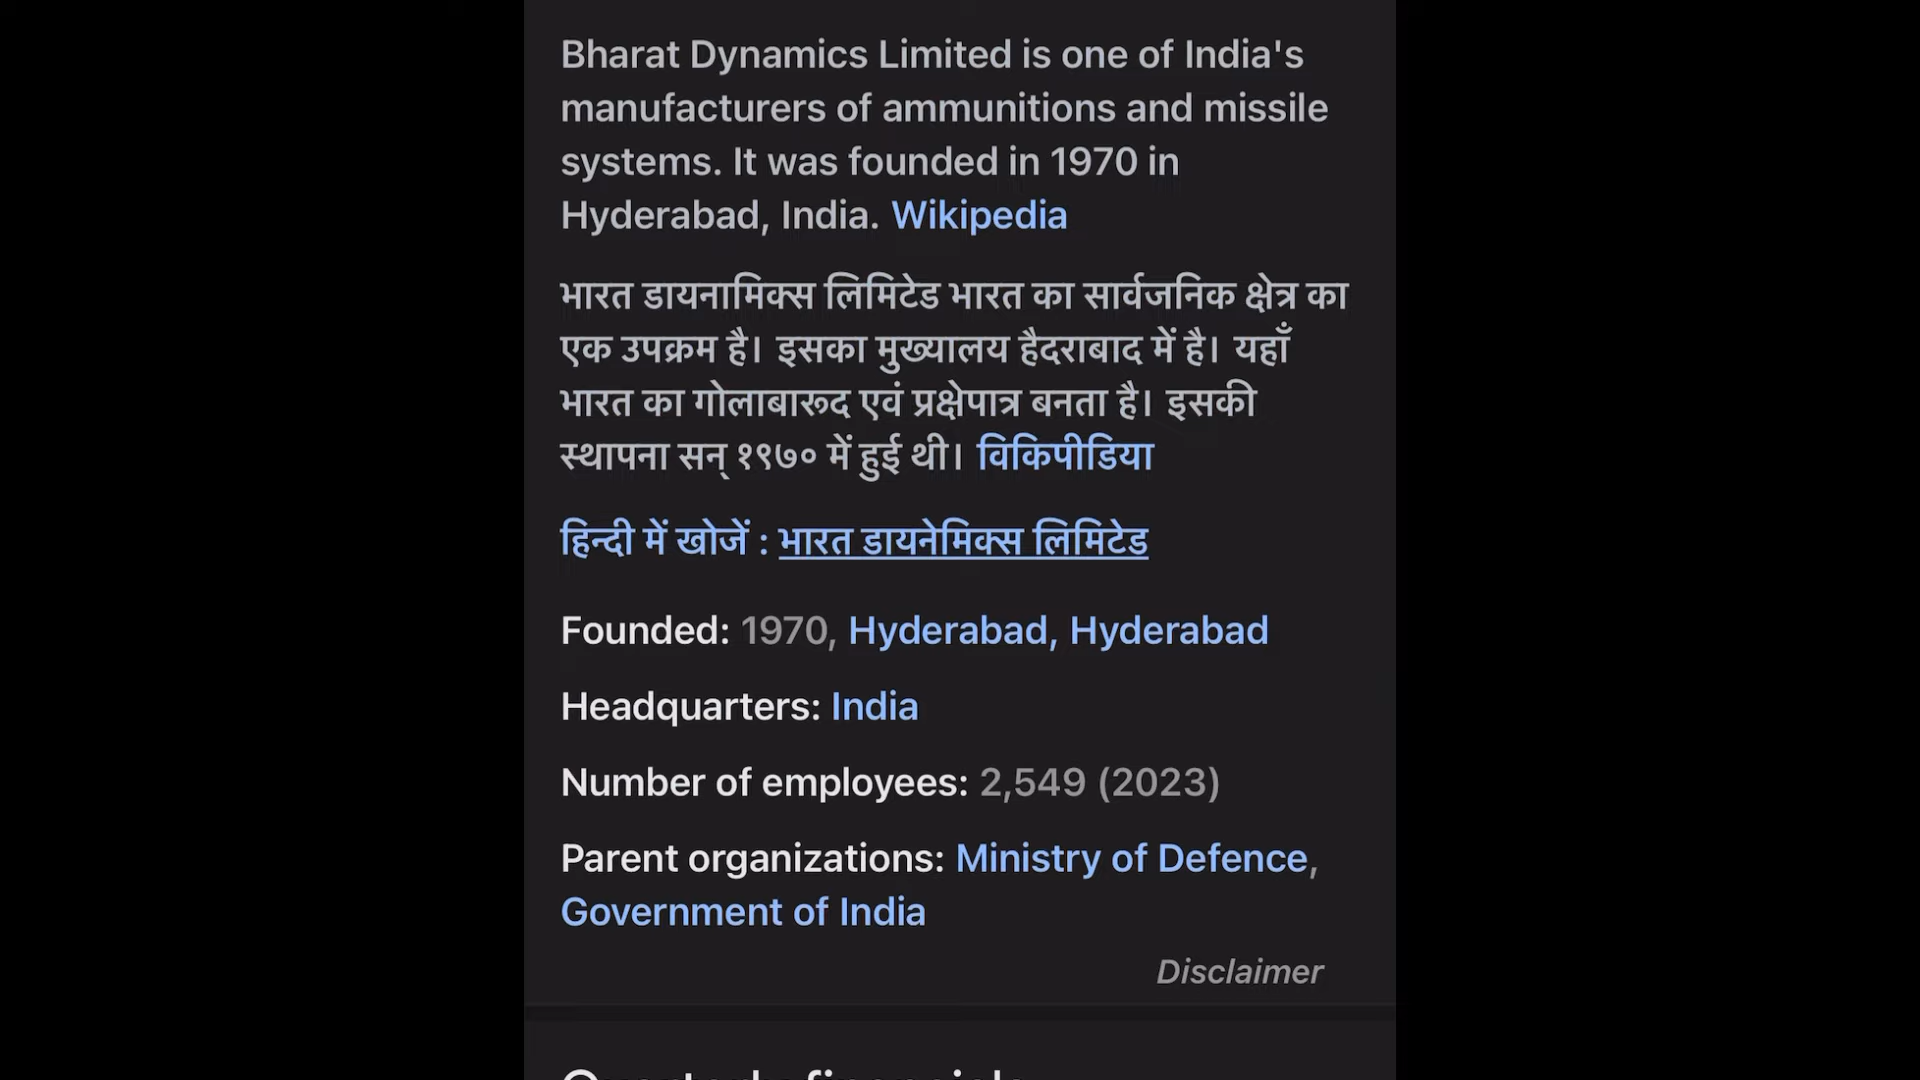 Bharat Dynamics Limited is one of India's
manufacturers of ammunitions and missile
systems. It was founded in 1970 in
Hyderabad, India. Wikipedia
भारत डायनामिक्स लिमिटेड भारत का सार्वजनिक क्षेत्र का
एक उपक्रम है। इसका मुख्यालय हैदराबाद में है। यहाँ
भारत का गोलाबारूद एवं प्रक्षेपात्र बनता है। इसकी
स्थापना सन् १९७० में हुई थी। विकिपीडिया
हिन्दी में खोजें : भारत डायनेमिक्स लिमिटेड
Founded: 1970, Hyderabad, Hyderabad
Headquarters: India
Number of employees: 2,549 (2023)
Parent organizations: Ministry of Defence,
Government of India
Disclaimer